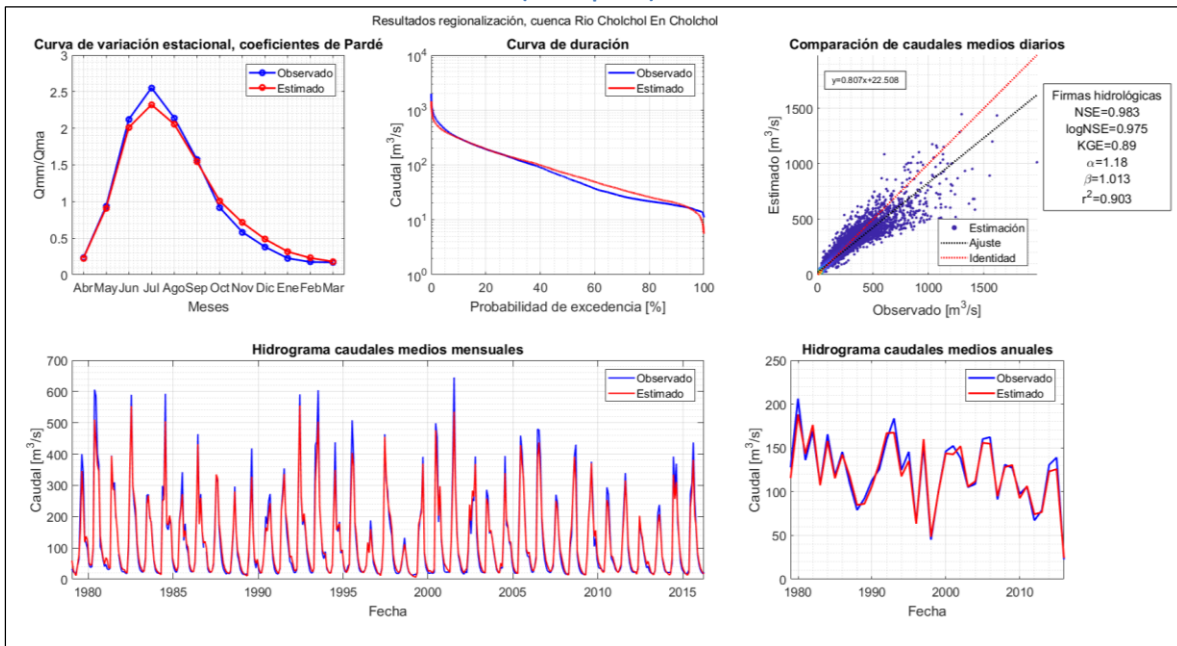 Resultados regionalización, cuenca Rio Cholchol En Cholchol
Curva de variación estacional, coeficientes de Pardé
3
2.5
2
1.5
1
0.5
0
Qmm/Qma
Observado
Estimado
Abr May Jun Jul Ago Sep Oct Nov Dic Ene Feb Mar
Meses
Curva de duración
10^4
10^3
10^2
10^1
10^0
Caudal [m^3/s]
Observado
Estimado
0 20 40 60 80 100
Probabilidad de excedencia [%]
Comparación de caudales medios diarios
y=0.807x+22.508
1500
1000
500
0
Estimado [m^3/s]
Estimación
Ajuste
Identidad
0 500 1000 1500
Observado [m^3/s]
Firmas hidrológicas
NSE=0.983
logNSE=0.975
KGE=0.89
α=1.18
β=1.013
r^2=0.903
Hidrograma caudales medios mensuales
700
600
500
400
300
200
100
0
Caudal [m^3/s]
Observado
Estimado
1980 1985 1990 1995 2000 2005 2010 2015
Fecha
Hidrograma caudales medios anuales
250
200
150
100
50
0
Caudal [m^3/s]
Observado
Estimado
1980 1990 2000 2010
Fecha